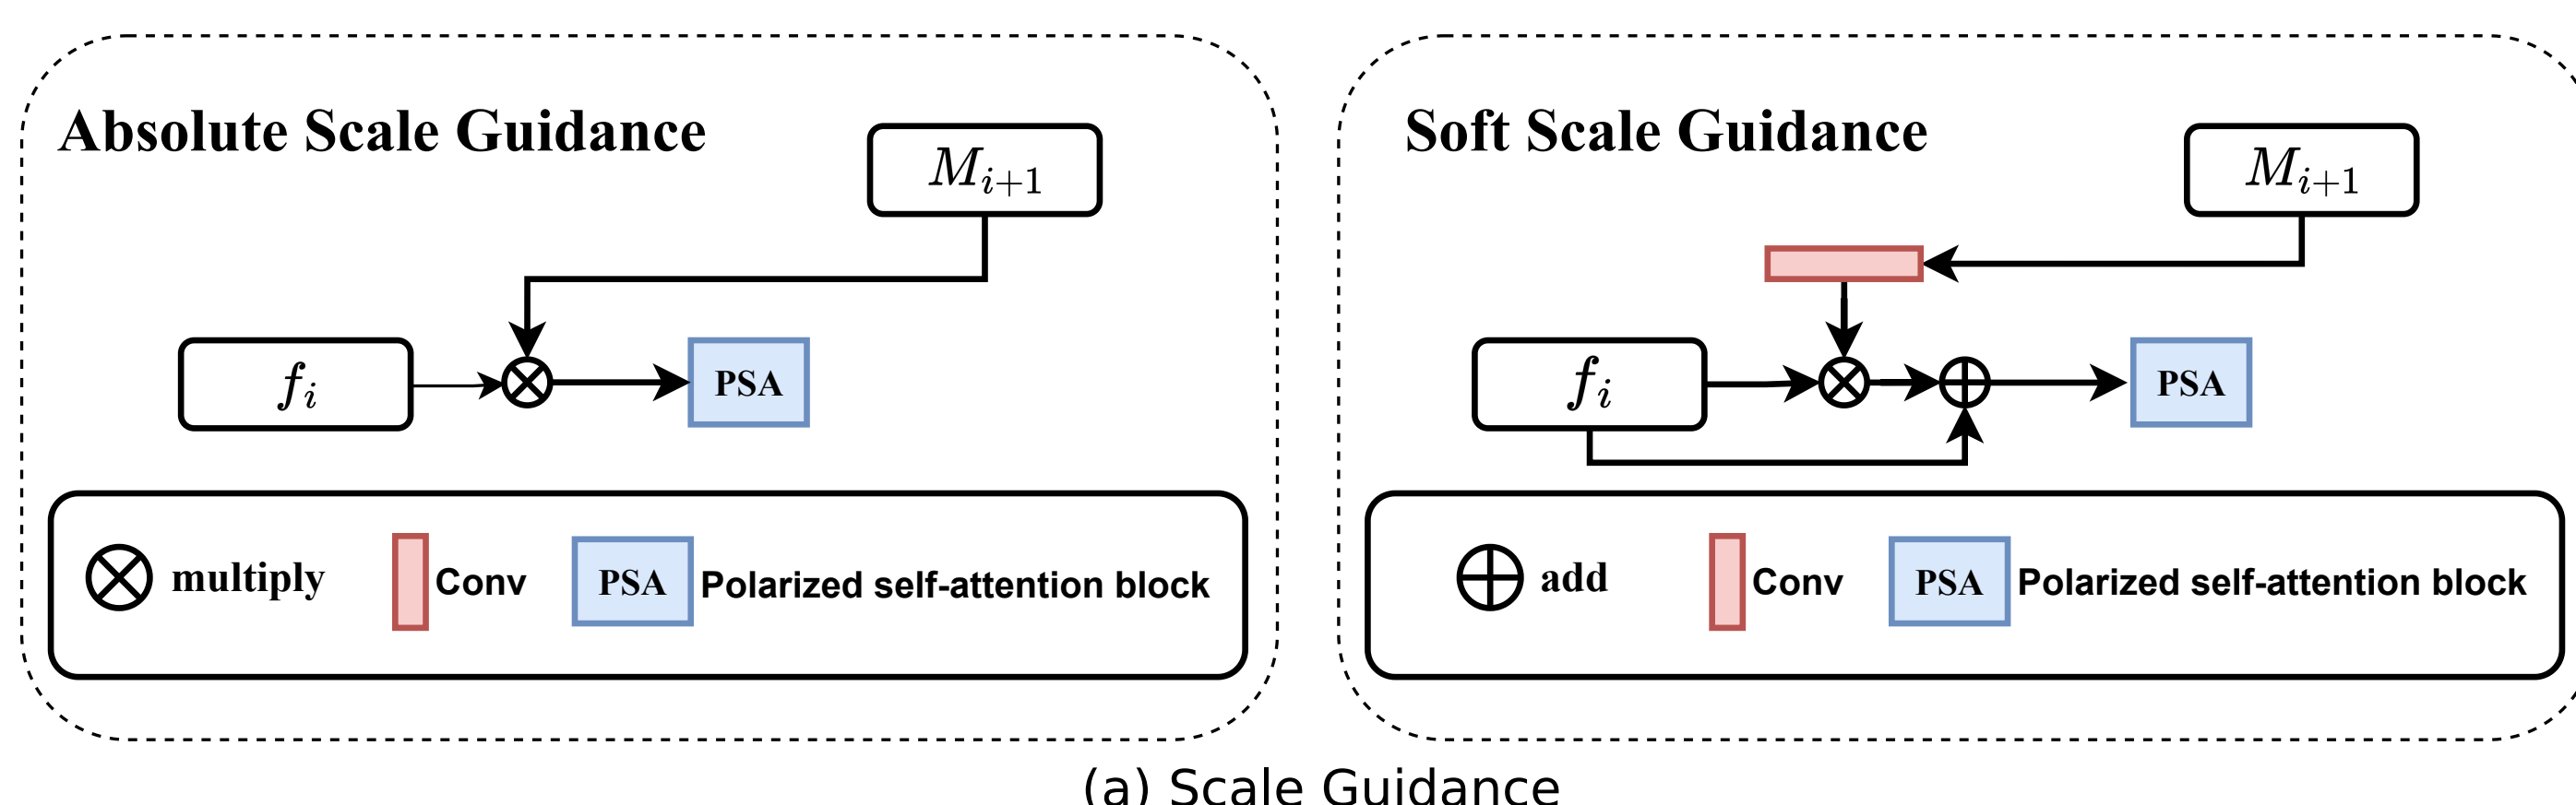 Absolute Scale Guidance
M_{i+1}
f_i
PSA
multiply
Conv
PSA
Polarized self-attention block
Soft Scale Guidance
M_{i+1}
f_i
PSA
add
Conv
PSA
Polarized self-attention block
(a) Scale Guidance